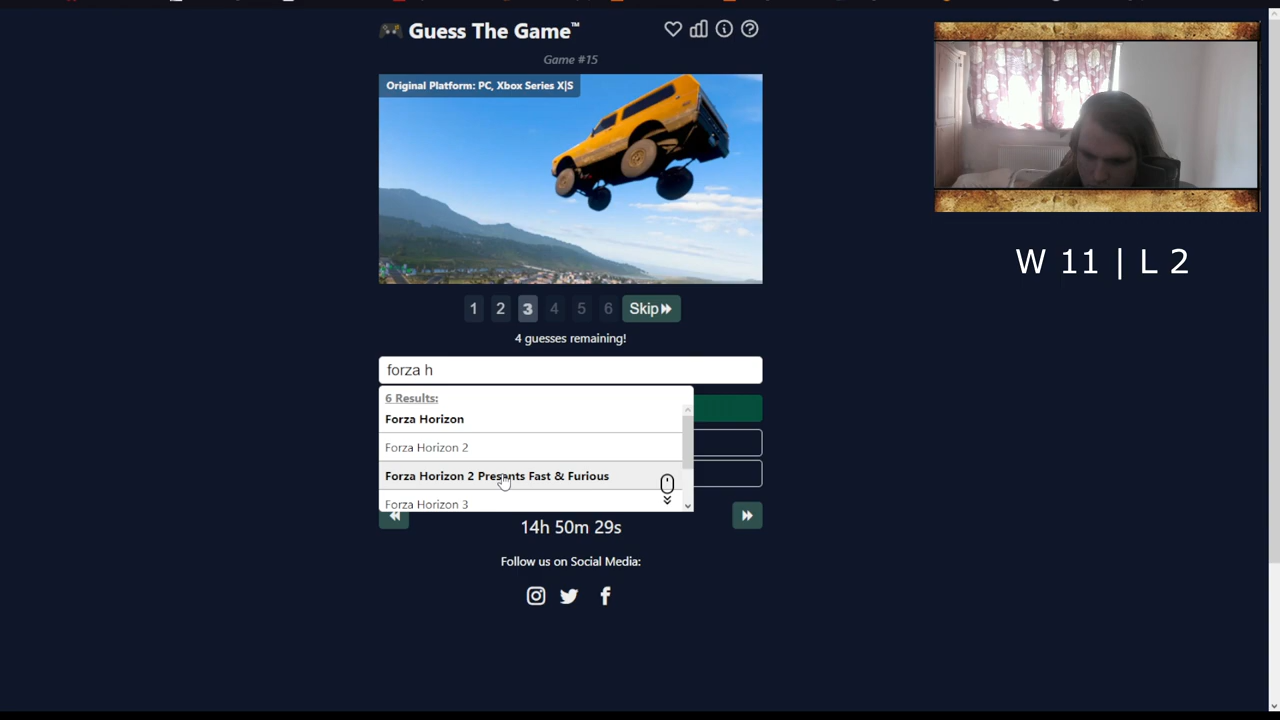 Guess The Game™
Game #15
Original Platform: PC, Xbox Series X|S
1 2 3 4 5 6 Skip
4 guesses remaining!
forza h
6 Results:
Forza Horizon
Forza Horizon 2
Forza Horizon 2 Presents Fast & Furious
Forza Horizon 3
14h 50m 29s
Follow us on Social Media:
W 11 | L 2